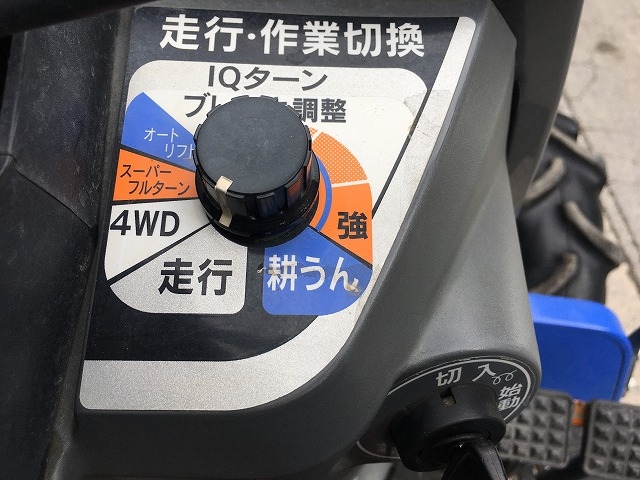 走行・作業切換
IQターン
調整
オート
リフト
スーパー
フルターン
4WD
強
走行
耕うん
切 入 始動